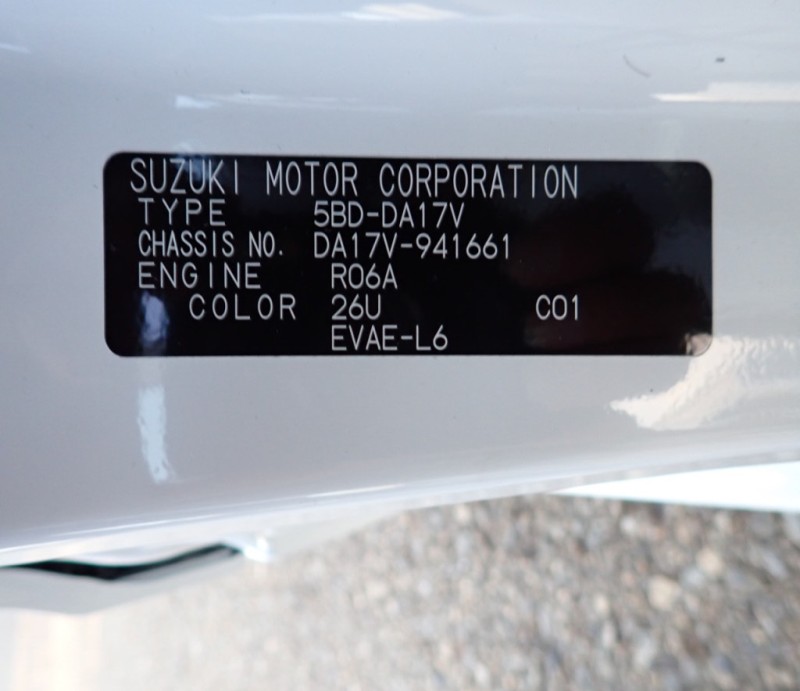 SUZUKI MOTOR CORPORATION
TYPE 5BD-DA17V
CHASSIS NO. DA17V-941661
ENGINE R06A
COLOR 26U C01
EVAE-L6